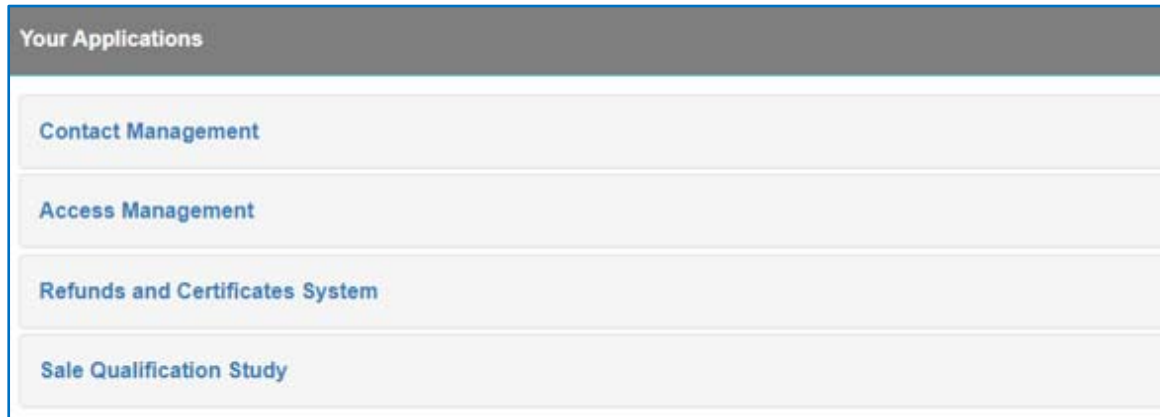 Your Applications
Contact Management
Access Management
Refunds and Certificates System
Sale Qualification Study